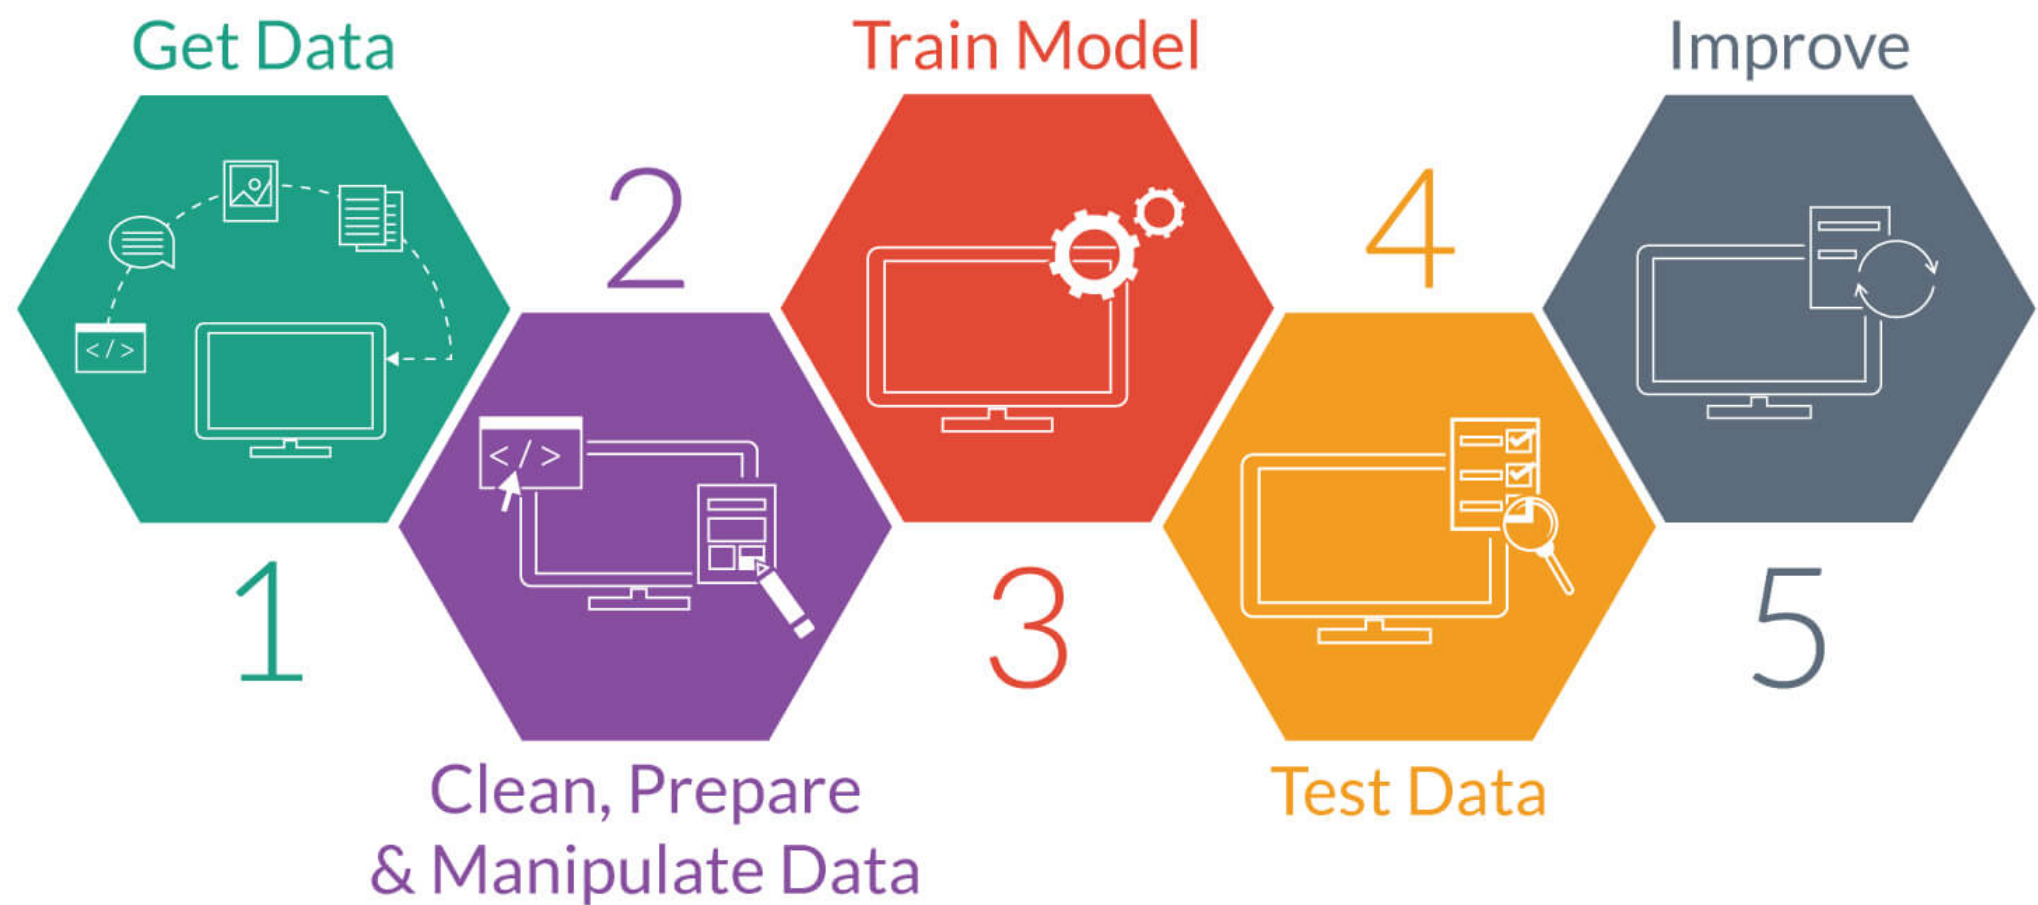 Get Data
1
</>
2
</>
Clean, Prepare
& Manipulate Data
Train Model
3
4
Test Data
Improve
5